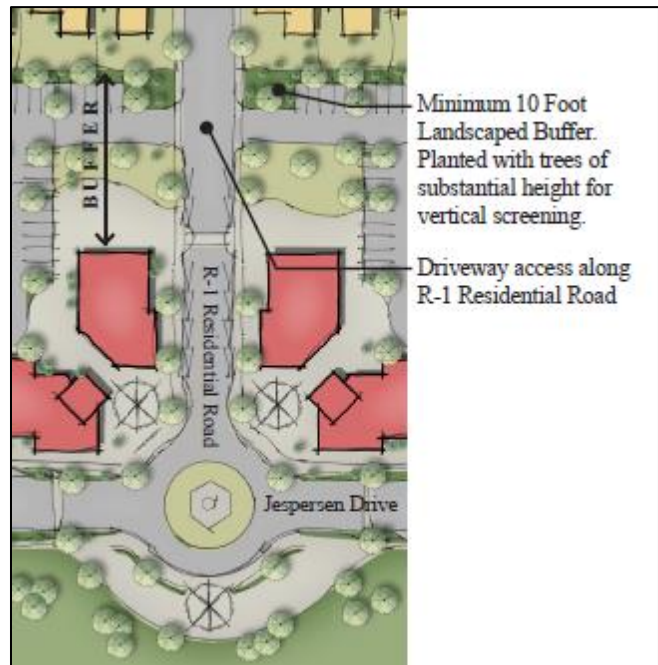 BUFFER
Minimum 10 Foot
Landscaped Buffer.
Planted with trees of
substantial height for
vertical screening.
Driveway access along
R-1 Residential Road
R-1 Residential Road
Jespersen Drive